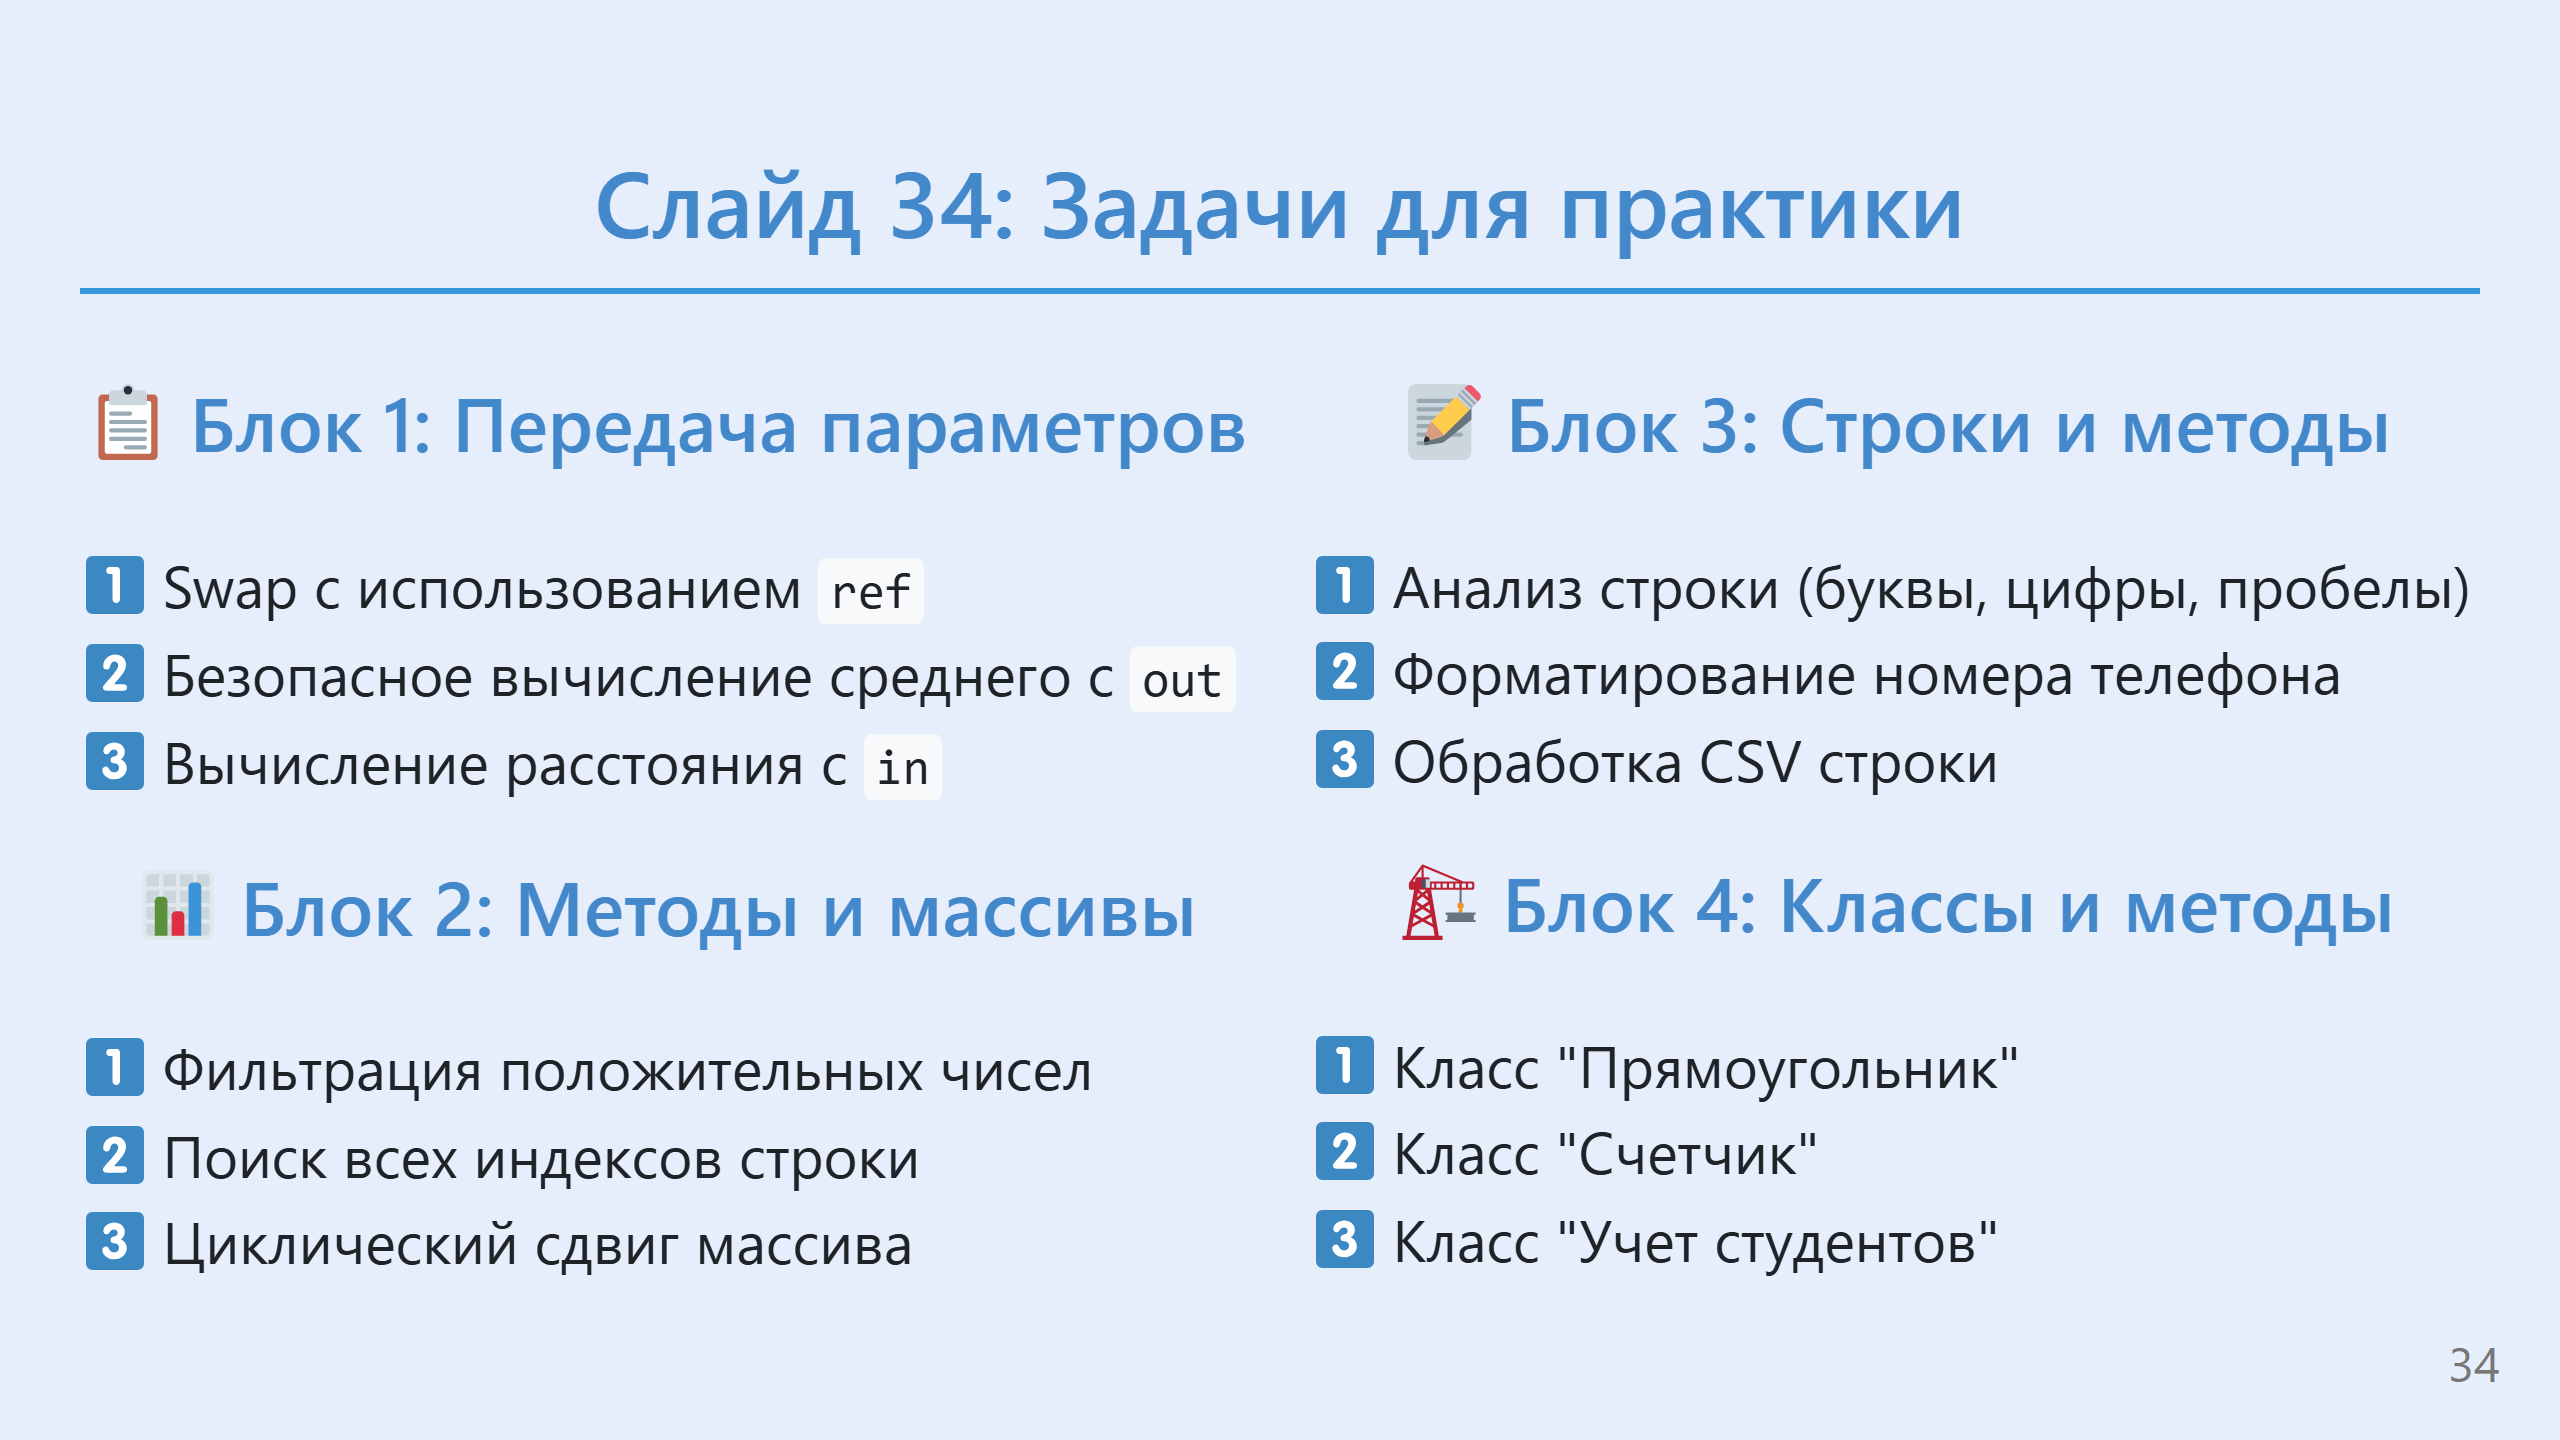 Слайд 34: Задачи для практики
📋 Блок 1: Передача параметров
1 Swap с использованием ref
2 Безопасное вычисление среднего с out
3 Вычисление расстояния с in
📊 Блок 2: Методы и массивы
1 Фильтрация положительных чисел
2 Поиск всех индексов строки
3 Циклический сдвиг массива
📝 Блок 3: Строки и методы
1 Анализ строки (буквы, цифры, пробелы)
2 Форматирование номера телефона
3 Обработка CSV строки
🏗 Блок 4: Классы и методы
1 Класс "Прямоугольник"
2 Класс "Счетчик"
3 Класс "Учет студентов"
34